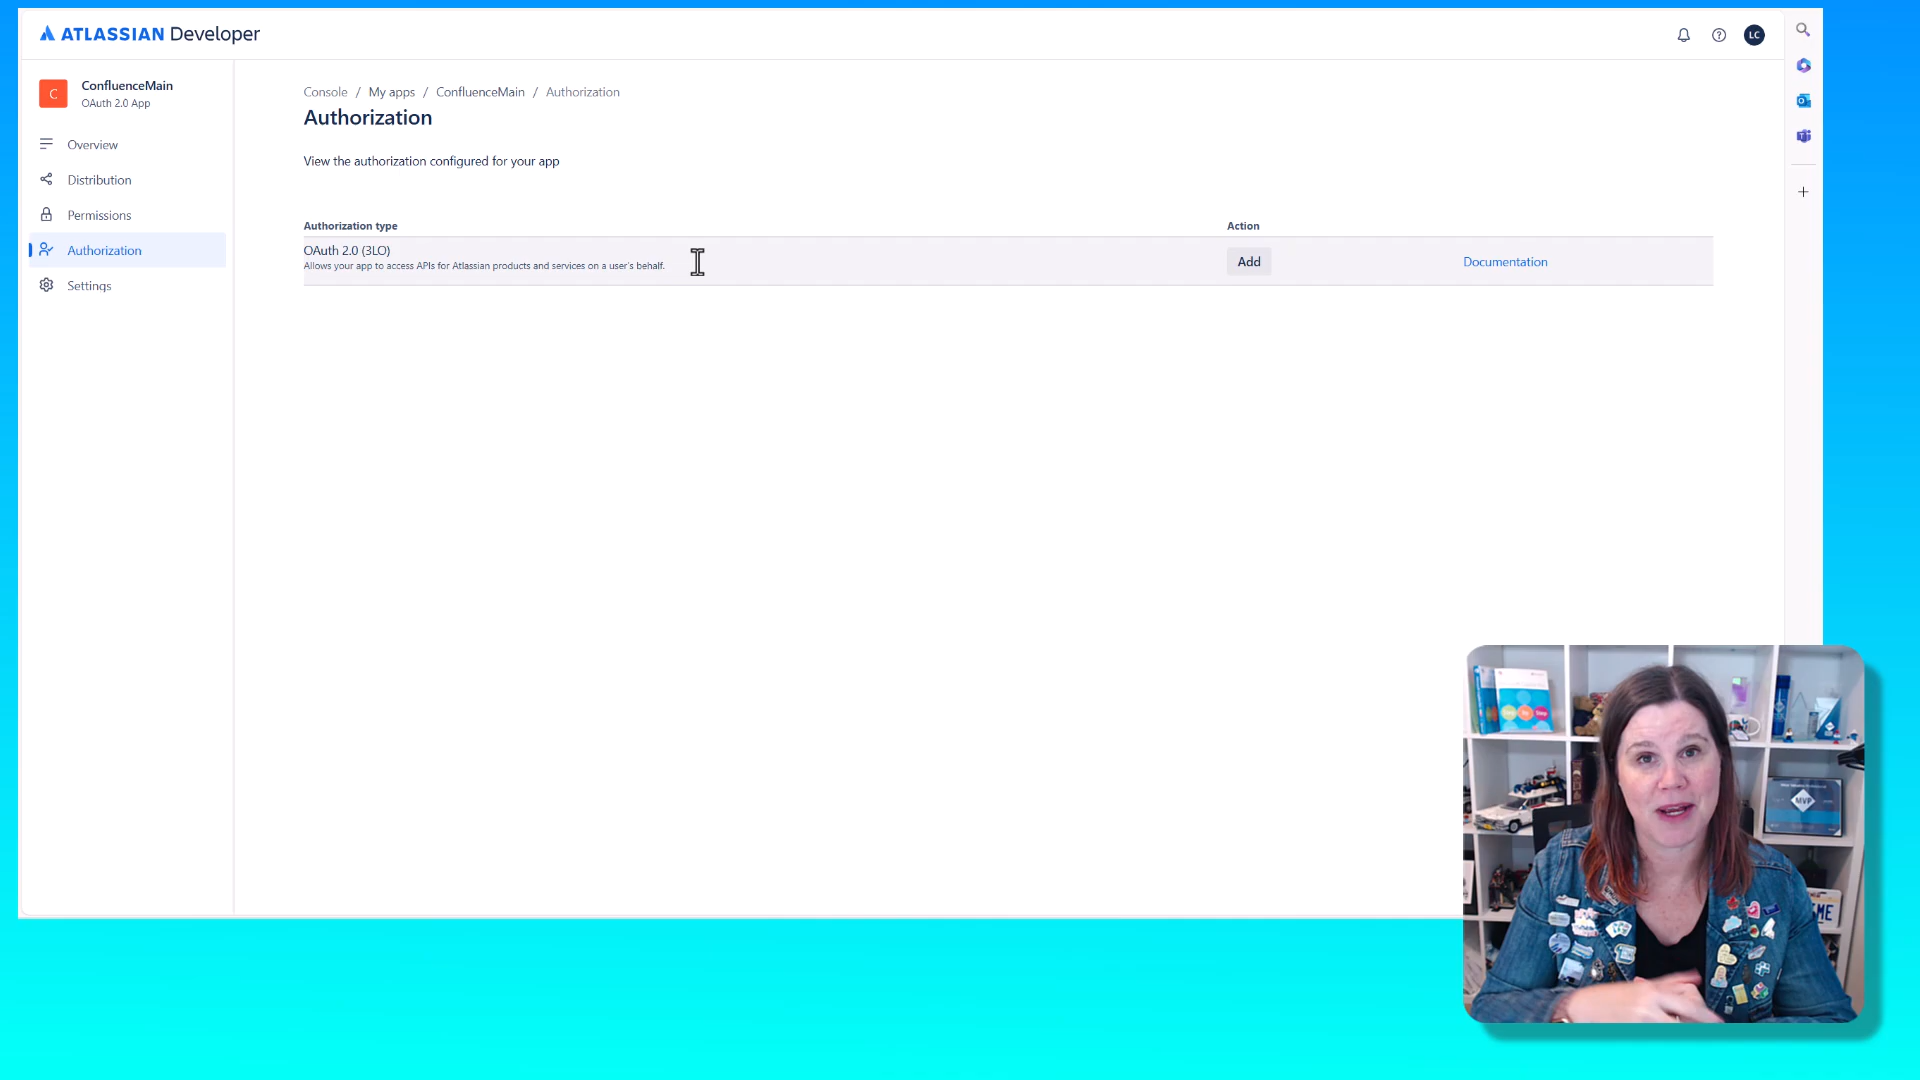 ATLASSIAN Developer
LC
C
ConfluenceMain
OAuth 2.0 App
Overview
Distribution
Permissions
Authorization
Settings
Console / My apps / ConfluenceMain / Authorization
Authorization
View the authorization configured for your app
Authorization type Action
OAuth 2.0 (3LO)
Allows your app to access APIs for Atlassian products and services on a user's behalf.
Add Documentation
MVP